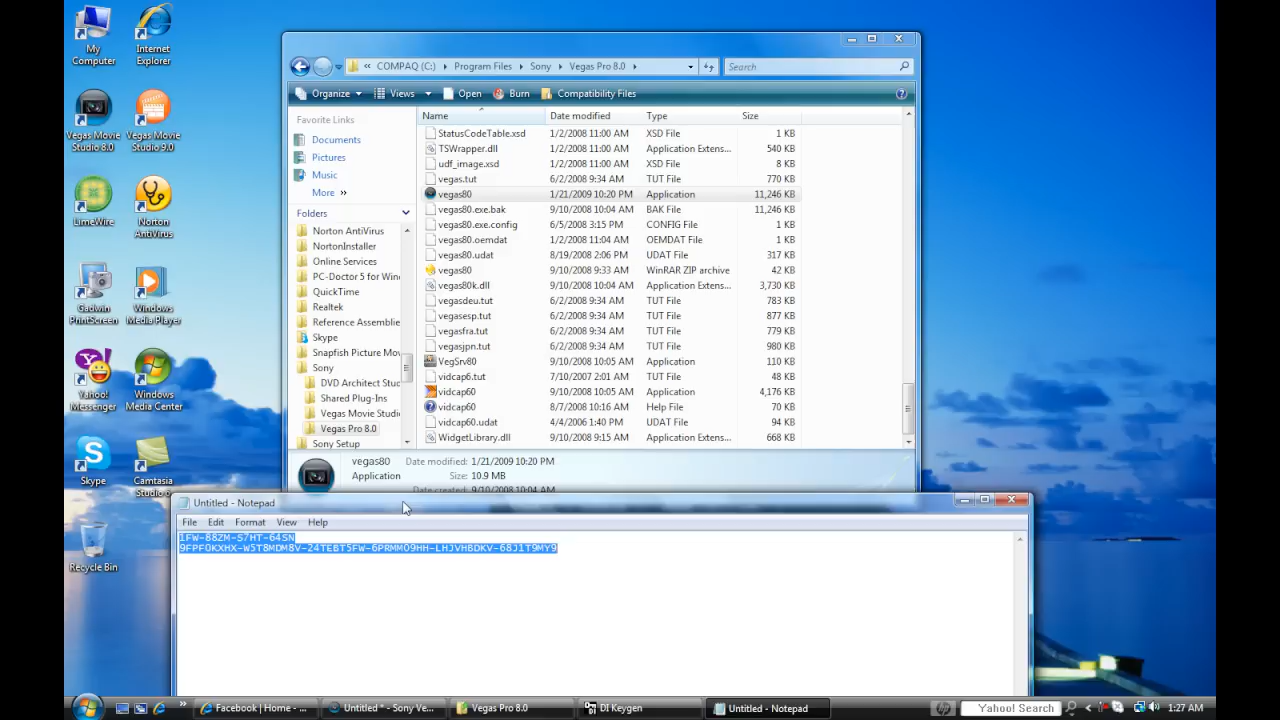 My Computer
Internet Explorer
Vegas Movie Studio 8.0
Vegas Movie Studio 9.0
LimeWire
Norton AntiVirus
Gadwin PrintScreen
Windows Media Player
Yahoo! Messenger
Windows Media Center
Skype
Camtasia Studio 6
Recycle Bin
« COMPAQ (C:) Program Files Sony Vegas Pro 8.0
Search
Organize Views Open Burn Compatibility Files
Favorite Links
Documents
Pictures
Music
More »
Folders
Norton AntiVirus
NortonInstaller
Online Services
PC-Doctor 5 for Wind
QuickTime
Realtek
Reference Assemblie
Skype
Snapfish Picture Mov
Sony
DVD Architect Stud
Shared Plug-Ins
Vegas Movie Studi
Vegas Pro 8.0
Sony Setup
Name Date modified Type Size
StatusCodeTable.xsd 1/2/2008 11:00 AM XSD File 1 KB
TSWrapper.dll 1/2/2008 11:00 AM Application Extens... 540 KB
udf_image.xsd 1/2/2008 11:00 AM XSD File 8 KB
vegas.tut 6/2/2008 9:34 AM TUT File 770 KB
vegas80 1/21/2009 10:20 PM Application 11,246 KB
vegas80.exe.bak 9/10/2008 10:04 AM BAK File 11,246 KB
vegas80.exe.config 6/5/2008 3:15 PM CONFIG File 1 KB
vegas80.oemdat 1/2/2008 11:04 AM OEMDAT File 1 KB
vegas80.udat 8/19/2008 2:06 PM UDAT File 317 KB
vegas80 9/10/2008 9:33 AM WinRAR ZIP archive 42 KB
vegas80k.dll 9/10/2008 10:04 AM Application Extens... 3,730 KB
vegasdeu.tut 6/2/2008 9:34 AM TUT File 783 KB
vegasesp.tut 6/2/2008 9:34 AM TUT File 877 KB
vegasfra.tut 6/2/2008 9:34 AM TUT File 779 KB
vegasjpn.tut 6/2/2008 9:34 AM TUT File 980 KB
VegSrv80 9/10/2008 10:05 AM Application 110 KB
vidcap6.tut 7/10/2007 2:01 AM TUT File 48 KB
vidcap60 9/10/2008 10:05 AM Application 4,176 KB
vidcap60 8/7/2008 10:16 AM Help File 70 KB
vidcap60.udat 4/4/2006 1:40 PM UDAT File 94 KB
WidgetLibrary.dll 9/10/2008 9:15 AM Application Extens... 668 KB
vegas80 Date modified: 1/21/2009 10:20 PM
Application Size: 10.9 MB
Date created: 9/10/2008 10:04 AM
Untitled - Notepad
File Edit Format View Help
1FW-88ZM-S7HT-64SN
9FPF0KXHX-W5T8MDM8V-24TEBT5FW-6PRMM09HH-LHJVHBDKV-68J1T9MY9
Facebook | Home - ... Untitled * - Sony Ve... Vegas Pro 8.0 DI Keygen Untitled - Notepad Yahoo! Search 1:27 AM